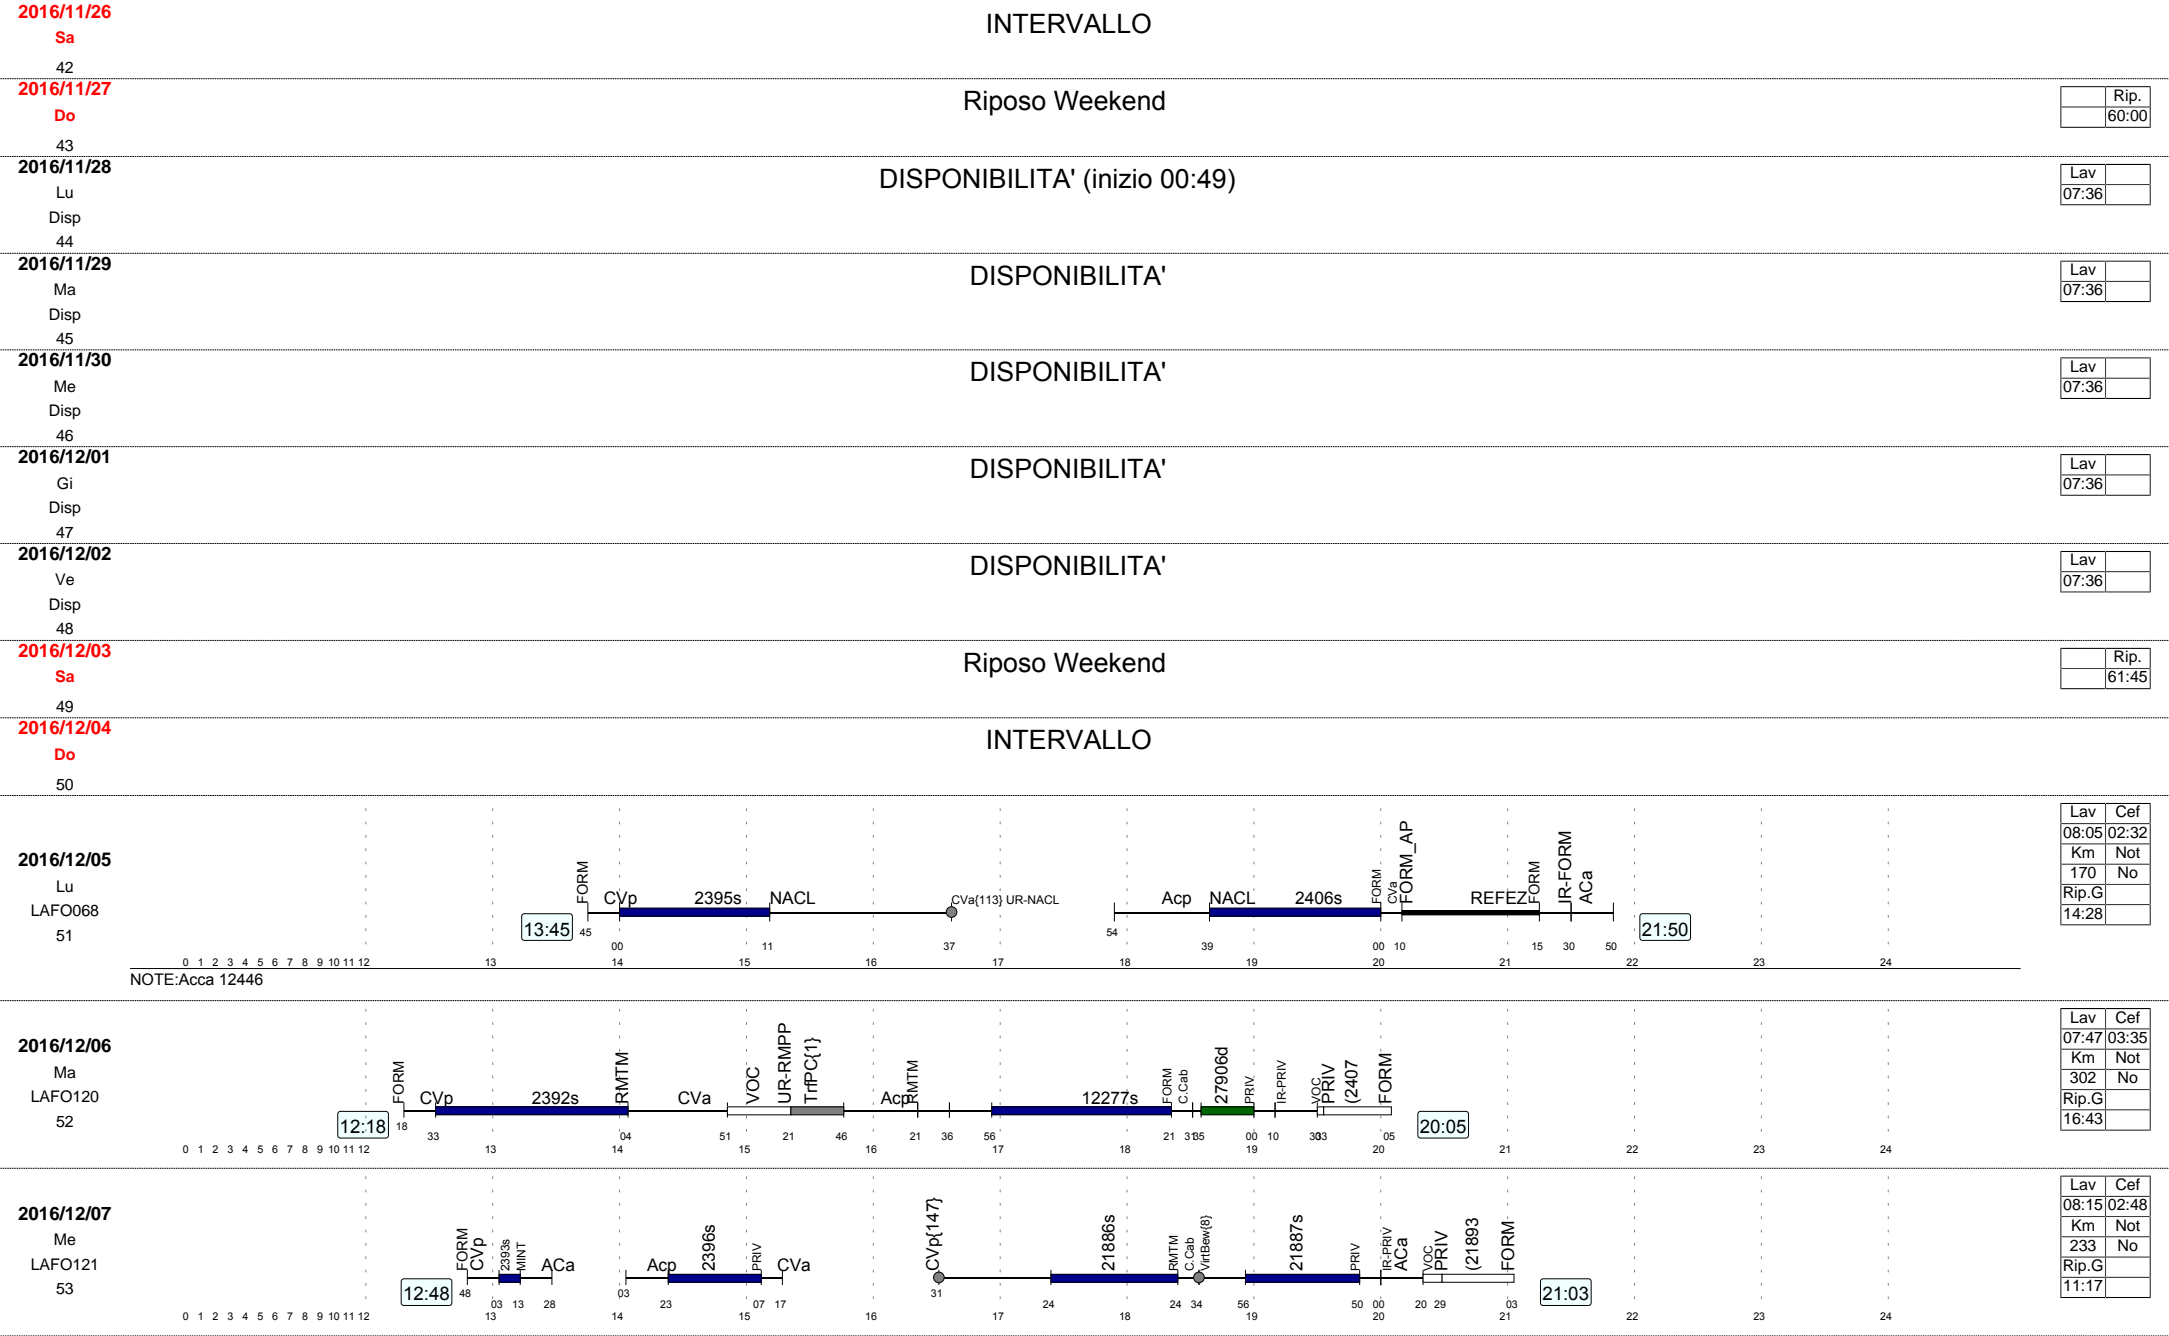 2016/11/26
Sa
42
INTERVALLO
2016/11/27
Do
43
Riposo Weekend
Rip.
60:00
2016/11/28
Lu
Disp
44
DISPONIBILITA' (inizio 00:49)
Lav
07:36
2016/11/29
Ma
Disp
45
DISPONIBILITA'
Lav
07:36
2016/11/30
Me
Disp
46
DISPONIBILITA'
Lav
07:36
2016/12/01
Gi
Disp
47
DISPONIBILITA'
Lav
07:36
2016/12/02
Ve
Disp
48
DISPONIBILITA'
Lav
07:36
2016/12/03
Sa
49
Riposo Weekend
Rip.
61:45
2016/12/04
Do
50
INTERVALLO
2016/12/05
Lu
LAFO068
51
13:45
FORM CVp 2395s NACL CVa{113} UR-NACL Acp NACL 2406s FORM CVa FORM_AP REFEZ FORM IR-FORM ACa
45 00 11 37 54 39 00 10 15 30 50
21:50
0 1 2 3 4 5 6 7 8 9 10 11 12 13 14 15 16 17 18 19 20 21 22 23 24
NOTE:Acca 12446
Lav Cef
08:05 02:32
Km Not
170 No
Rip.G
14:28
2016/12/06
Ma
LAFO120
52
12:18
FORM CVp 2392s RMTM CVa VOC UR-RMPP TrfPC{1} Acp RMTM 12277s FORM C.Cab 27906d PRIV IR-PRIV VOC PRIV (2407 FORM
18 33 04 51 21 46 21 36 56 21 31 35 00 10 30 33 05
20:05
0 1 2 3 4 5 6 7 8 9 10 11 12 13 14 15 16 17 18 19 20 21 22 23 24
Lav Cef
07:47 03:35
Km Not
302 No
Rip.G
16:43
2016/12/07
Me
LAFO121
53
12:48
FORM CVp 2393s MINT ACa Acp 2396s PRIV CVa CVp{147} 21886s RMTM C.Cab VirtBew{8} 21887s PRIV IR-PRIV ACa VOC PRIV (21893 FORM
48 03 13 28 03 23 07 17 31 24 24 34 56 50 00 20 29 03
21:03
0 1 2 3 4 5 6 7 8 9 10 11 12 13 14 15 16 17 18 19 20 21 22 23 24
Lav Cef
08:15 02:48
Km Not
233 No
Rip.G
11:17